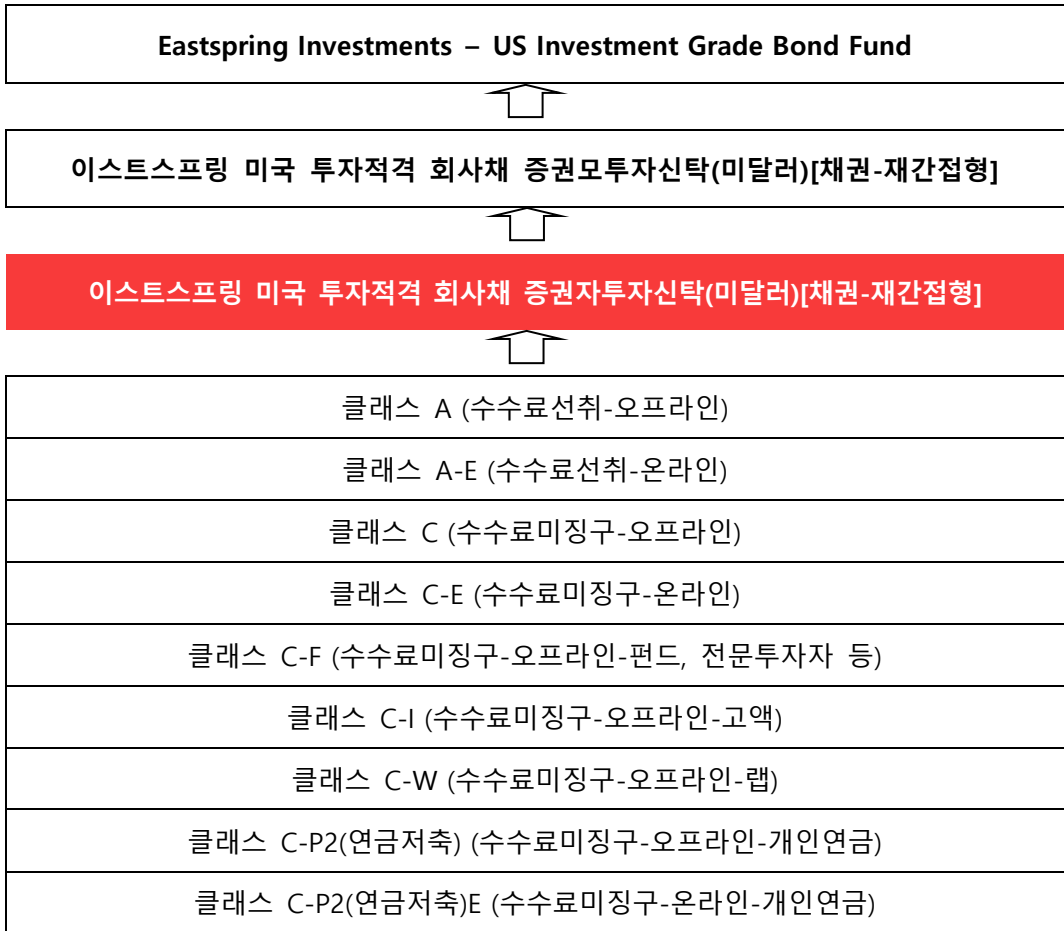 Eastspring Investments – US Investment Grade Bond Fund
이스트스프링 미국 투자적격 회사채 증권모투자신탁(미달러)[채권-재간접형]
이스트스프링 미국 투자적격 회사채 증권자투자신탁(미달러)[채권-재간접형]
클래스 A (수수료선취-오프라인)
클래스 A-E (수수료선취-온라인)
클래스 C (수수료미징구-오프라인)
클래스 C-E (수수료미징구-온라인)
클래스 C-F (수수료미징구-오프라인-펀드, 전문투자자 등)
클래스 C-I (수수료미징구-오프라인-고액)
클래스 C-W (수수료미징구-오프라인-랩)
클래스 C-P2(연금저축) (수수료미징구-오프라인-개인연금)
클래스 C-P2(연금저축)E (수수료미징구-온라인-개인연금)